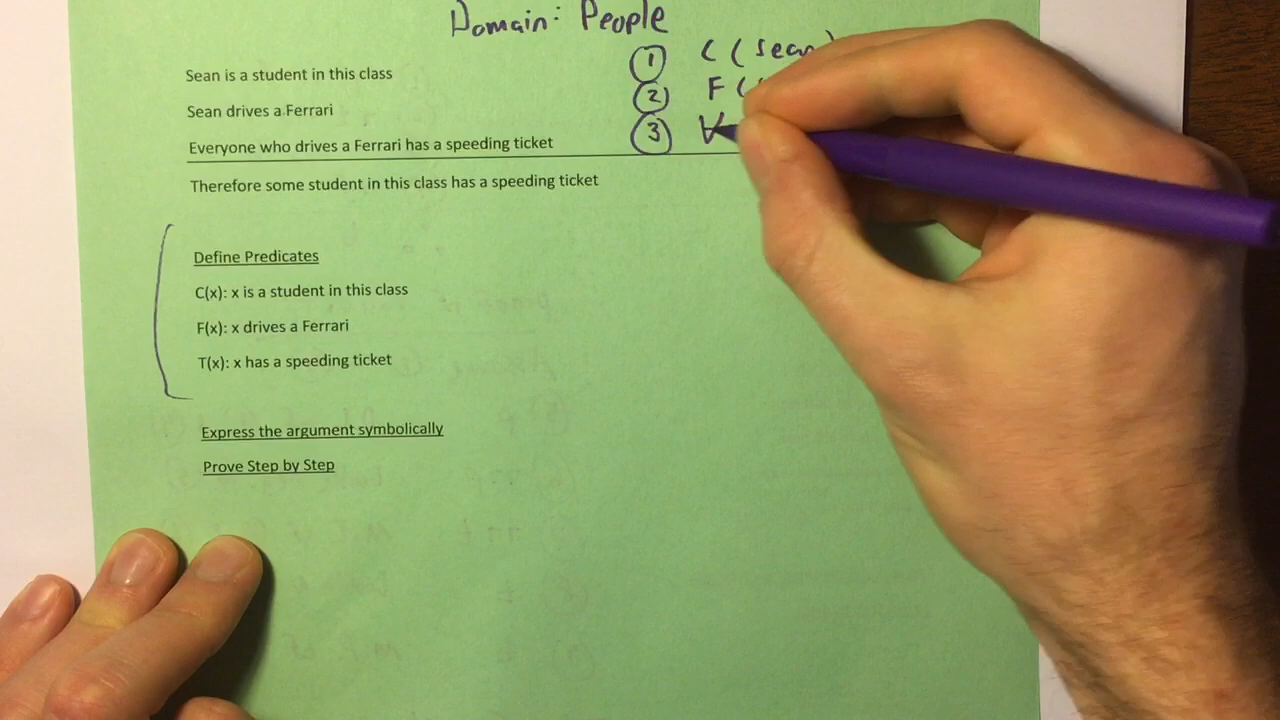 Domain: People
Sean is a student in this class
① C(sean)
Sean drives a Ferrari
② F(
Everyone who drives a Ferrari has a speeding ticket
③ ∀
Therefore some student in this class has a speeding ticket
Define Predicates
C(x): x is a student in this class
F(x): x drives a Ferrari
T(x): x has a speeding ticket
Express the argument symbolically
Prove Step by Step